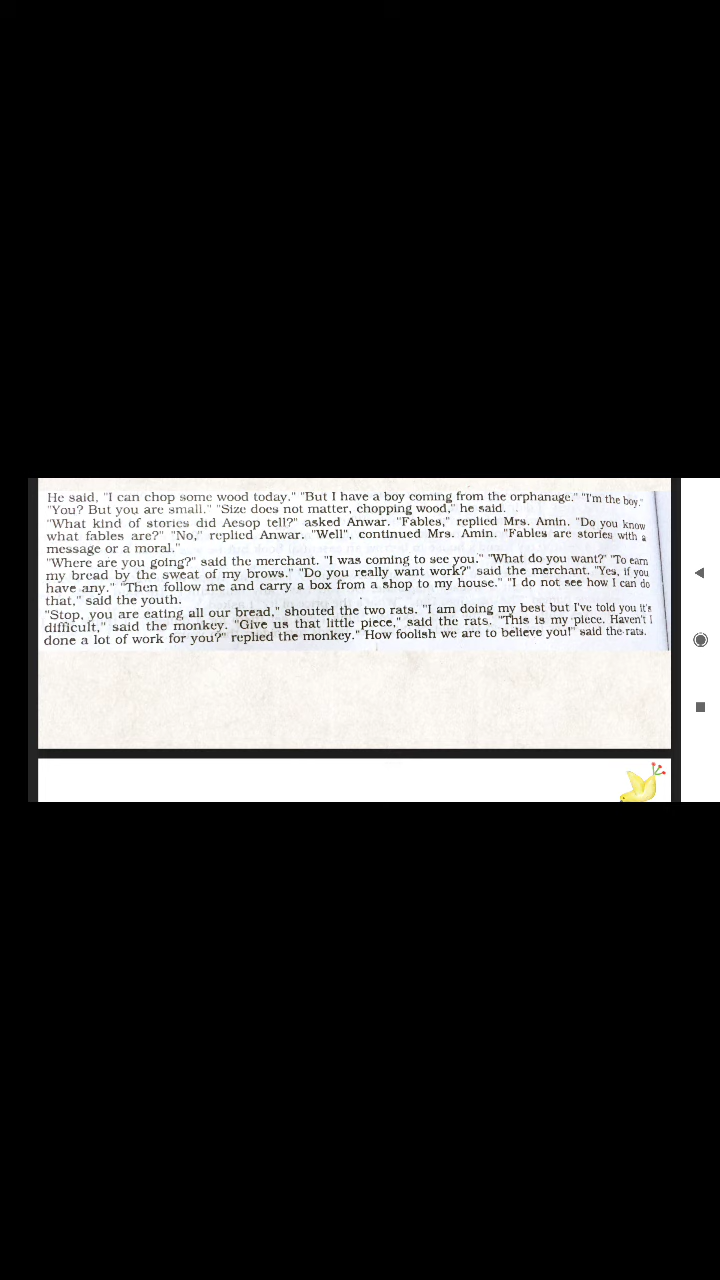 He said, "I can chop some wood today." "But I have a boy coming from the orphanage." "I'm the boy."
"You? But you are small." "Size does not matter, chopping wood," he said.
"What kind of stories did Aesop tell?" asked Anwar. "Fables," replied Mrs. Amin. "Do you know
what fables are?" "No," replied Anwar. "Well", continued Mrs. Amin. "Fables are stories with a
message or a moral."
"Where are you going?" said the merchant. "I was coming to see you." "What do you want?" "To earn
my bread by the sweat of my brows." "Do you really want work?" said the merchant. "Yes, if you
have any." "Then follow me and carry a box from a shop to my house." "I do not see how I can do
that," said the youth.
"Stop, you are eating all our bread," shouted the two rats. "I am doing my best but I've told you it's
difficult," said the monkey. "Give us that little piece," said the rats. "This is my piece. Haven't I
done a lot of work for you?" replied the monkey." How foolish we are to believe you!" said the rats.